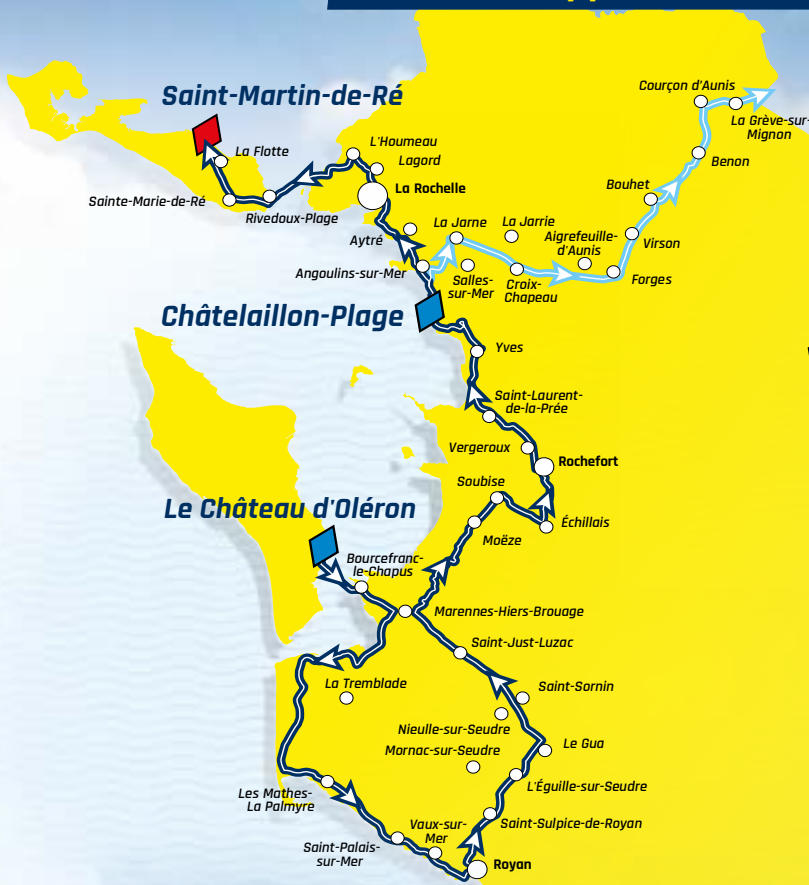 Saint-Martin-de-Ré
La Flotte
Sainte-Marie-de-Ré
Rivedoux-Plage
L'Houmeau
Lagord
La Rochelle
Aytré
Angoulins-sur-Mer
Courçon d'Aunis
La Grève-sur-
Mignon
Benon
Bouhet
Virson
La Jarne
La Jarrie
Aigrefeuille-
d'Aunis
Forges
Salles-
sur-Mer
Croix-
Chapeau
Châtelaillon-Plage
Yves
Saint-Laurent-
de-la-Prée
Vergeroux
Rochefort
Soubise
Échillais
Moëze
Le Château d'Oléron
Bourcefranc-
le-Chapus
Marennes-Hiers-Brouage
Saint-Just-Luzac
La Tremblade
Saint-Sornin
Nieulle-sur-Seudre
Mornac-sur-Seudre
Le Gua
L'Éguille-sur-Seudre
Les Mathes-
La Palmyre
Saint-Sulpice-de-Royan
Vaux-sur-
Mer
Saint-Palais-
sur-Mer
Royan